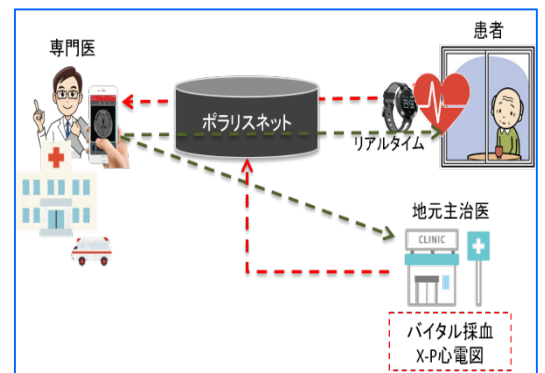 専門医
患者
ポラリスネット
リアルタイム
地元主治医
CLINIC
バイタル採血
X-P心電図